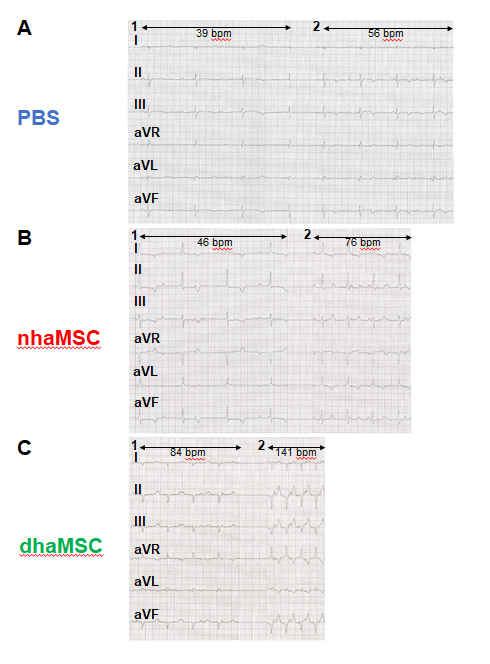 A
1 39 bpm 2 56 bpm
I
II
III
PBS
aVR
aVL
aVF
B
1 46 bpm 2 76 bpm
I
II
III
nhaMSC
aVR
aVL
aVF
C
1 84 bpm 2 141 bpm
I
II
III
dhaMSC
aVR
aVL
aVF